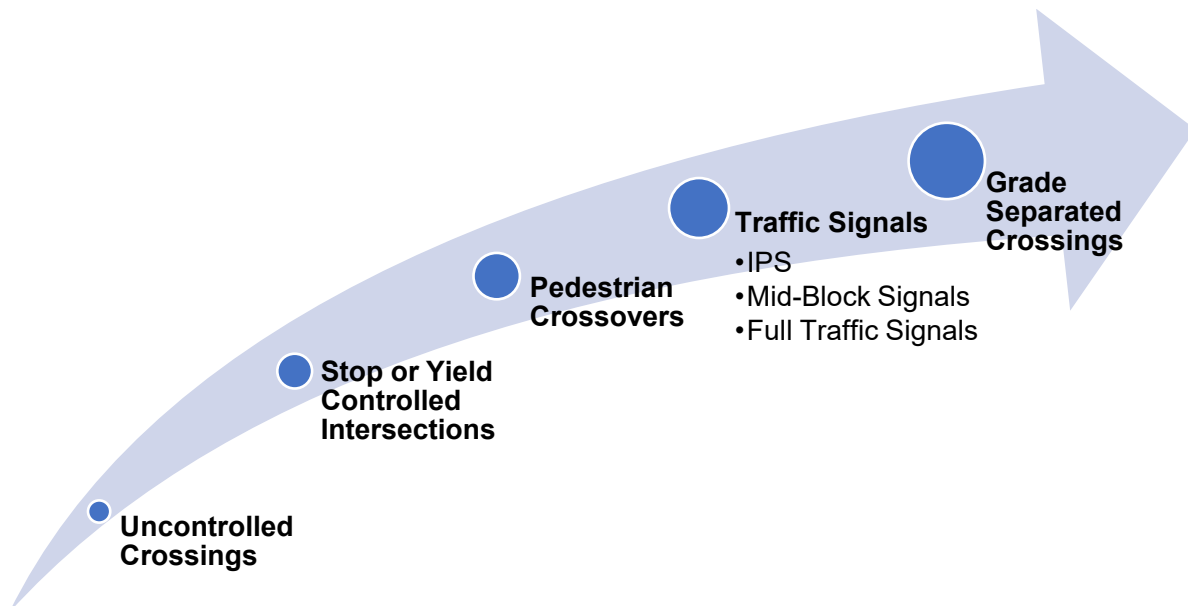 Uncontrolled
Crossings
Stop or Yield
Controlled
Intersections
Pedestrian
Crossovers
Traffic Signals
•IPS
•Mid-Block Signals
•Full Traffic Signals
Grade
Separated
Crossings